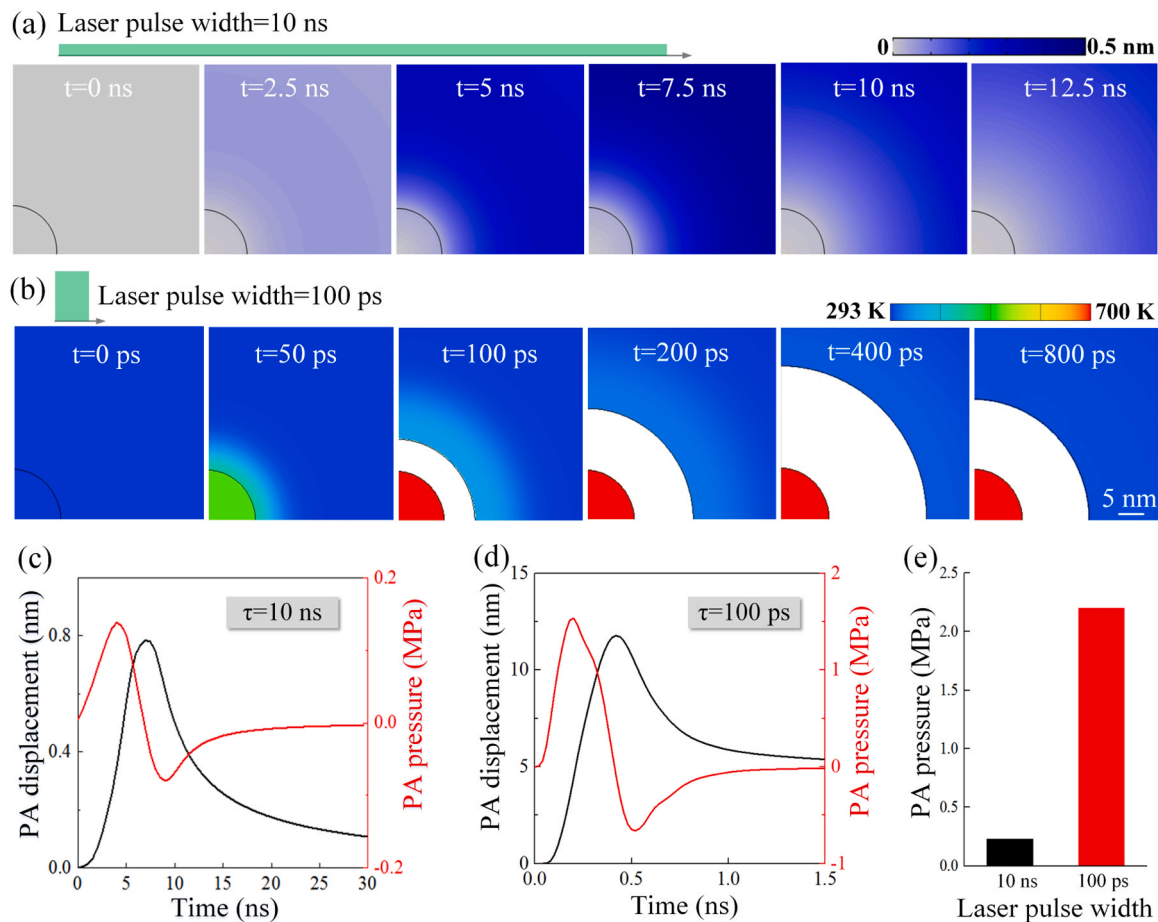 (a)
Laser pulse width=10 ns
0
0.5 nm
t=0 ns
t=2.5 ns
t=5 ns
t=7.5 ns
t=10 ns
t=12.5 ns
(b)
Laser pulse width=100 ps
293 K
700 K
t=0 ps
t=50 ps
t=100 ps
t=200 ps
t=400 ps
t=800 ps
5 nm
(c)
τ=10 ns
PA displacement (nm)
0.8
0.4
0.0
0.2
0.0
-0.2
PA pressure (MPa)
0 5 10 15 20 25 30
Time (ns)
(d)
τ=100 ps
PA displacement (nm)
15
10
5
0
2
1
0
-1
PA pressure (MPa)
0.0 0.5 1.0 1.5
Time (ns)
(e)
PA pressure (MPa)
2.5
2.0
1.5
1.0
0.5
0.0
10 ns 100 ps
Laser pulse width